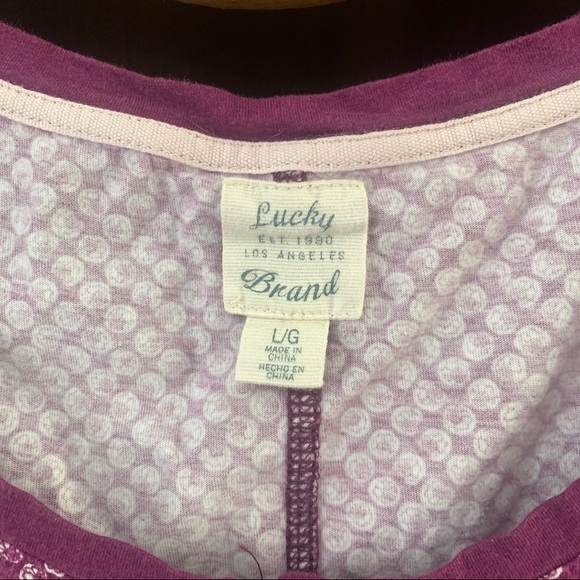 Lucky
EST. 1990
LOS ANGELES
Brand
L/G
MADE IN
CHINA
HECHO EN
CHINA